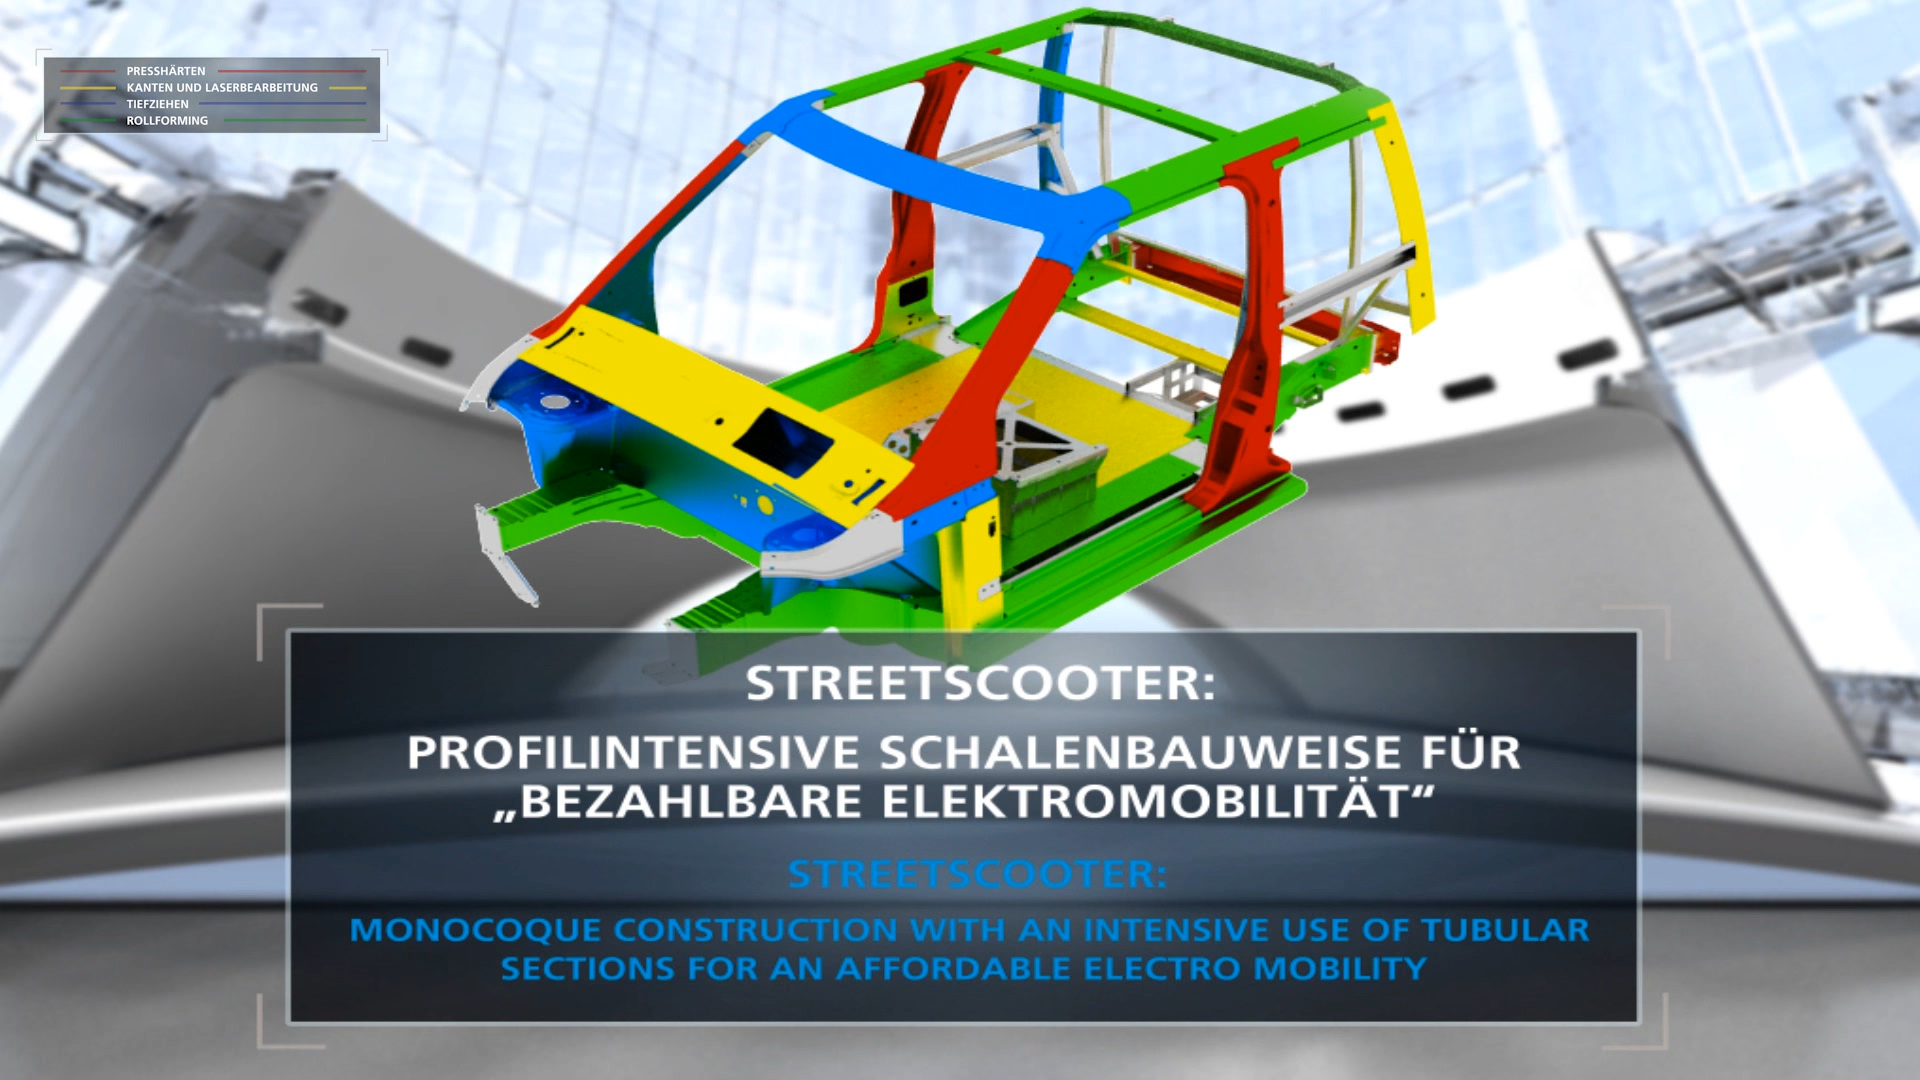 PRESSHÄRTEN
KANTEN UND LASERBEARBEITUNG
TIEFZIEHEN
ROLLFORMING
STREETSCOOTER:
PROFILINTENSIVE SCHALENBAUWEISE FÜR
„BEZAHLBARE ELEKTROMOBILITÄT“
STREETSCOOTER:
MONOCOQUE CONSTRUCTION WITH AN INTENSIVE USE OF TUBULAR
SECTIONS FOR AN AFFORDABLE ELECTRO MOBILITY